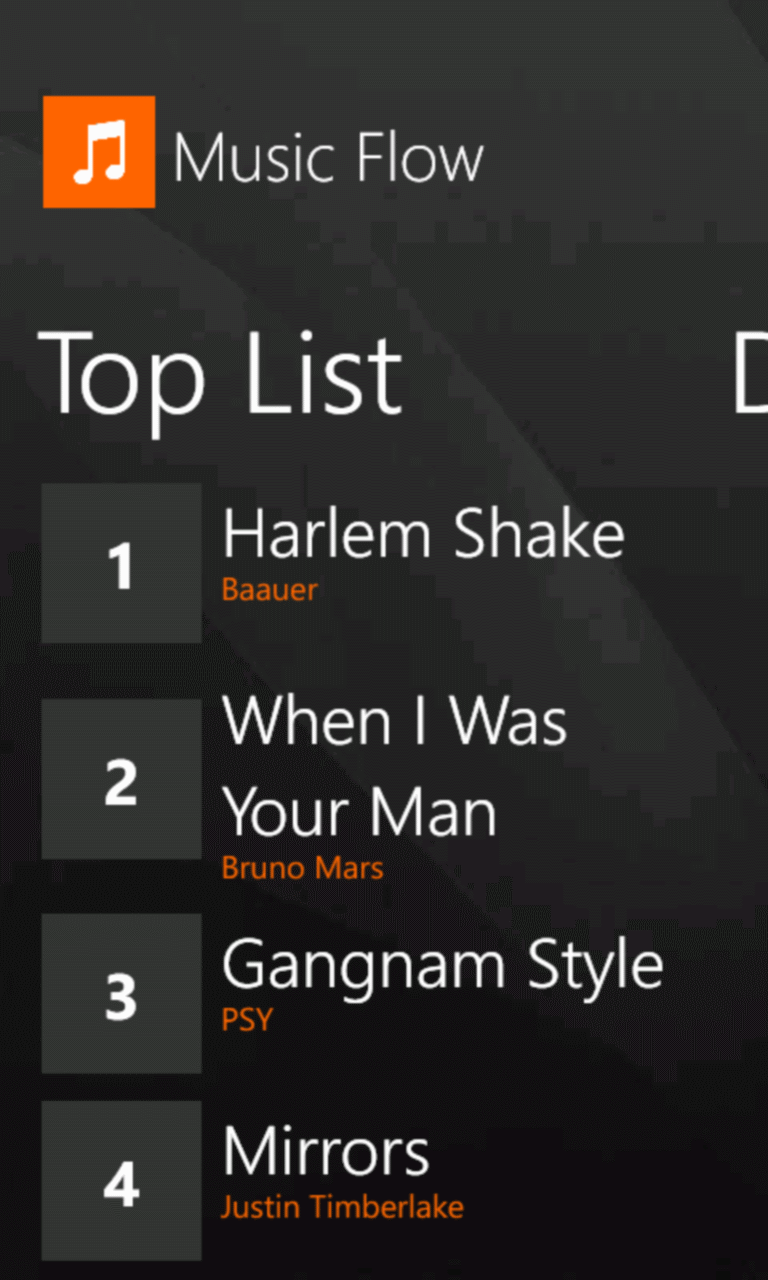 Music Flow
Top List
D
1
Harlem Shake
Baauer
2
When I Was
Your Man
Bruno Mars
3
Gangnam Style
PSY
4
Mirrors
Justin Timberlake